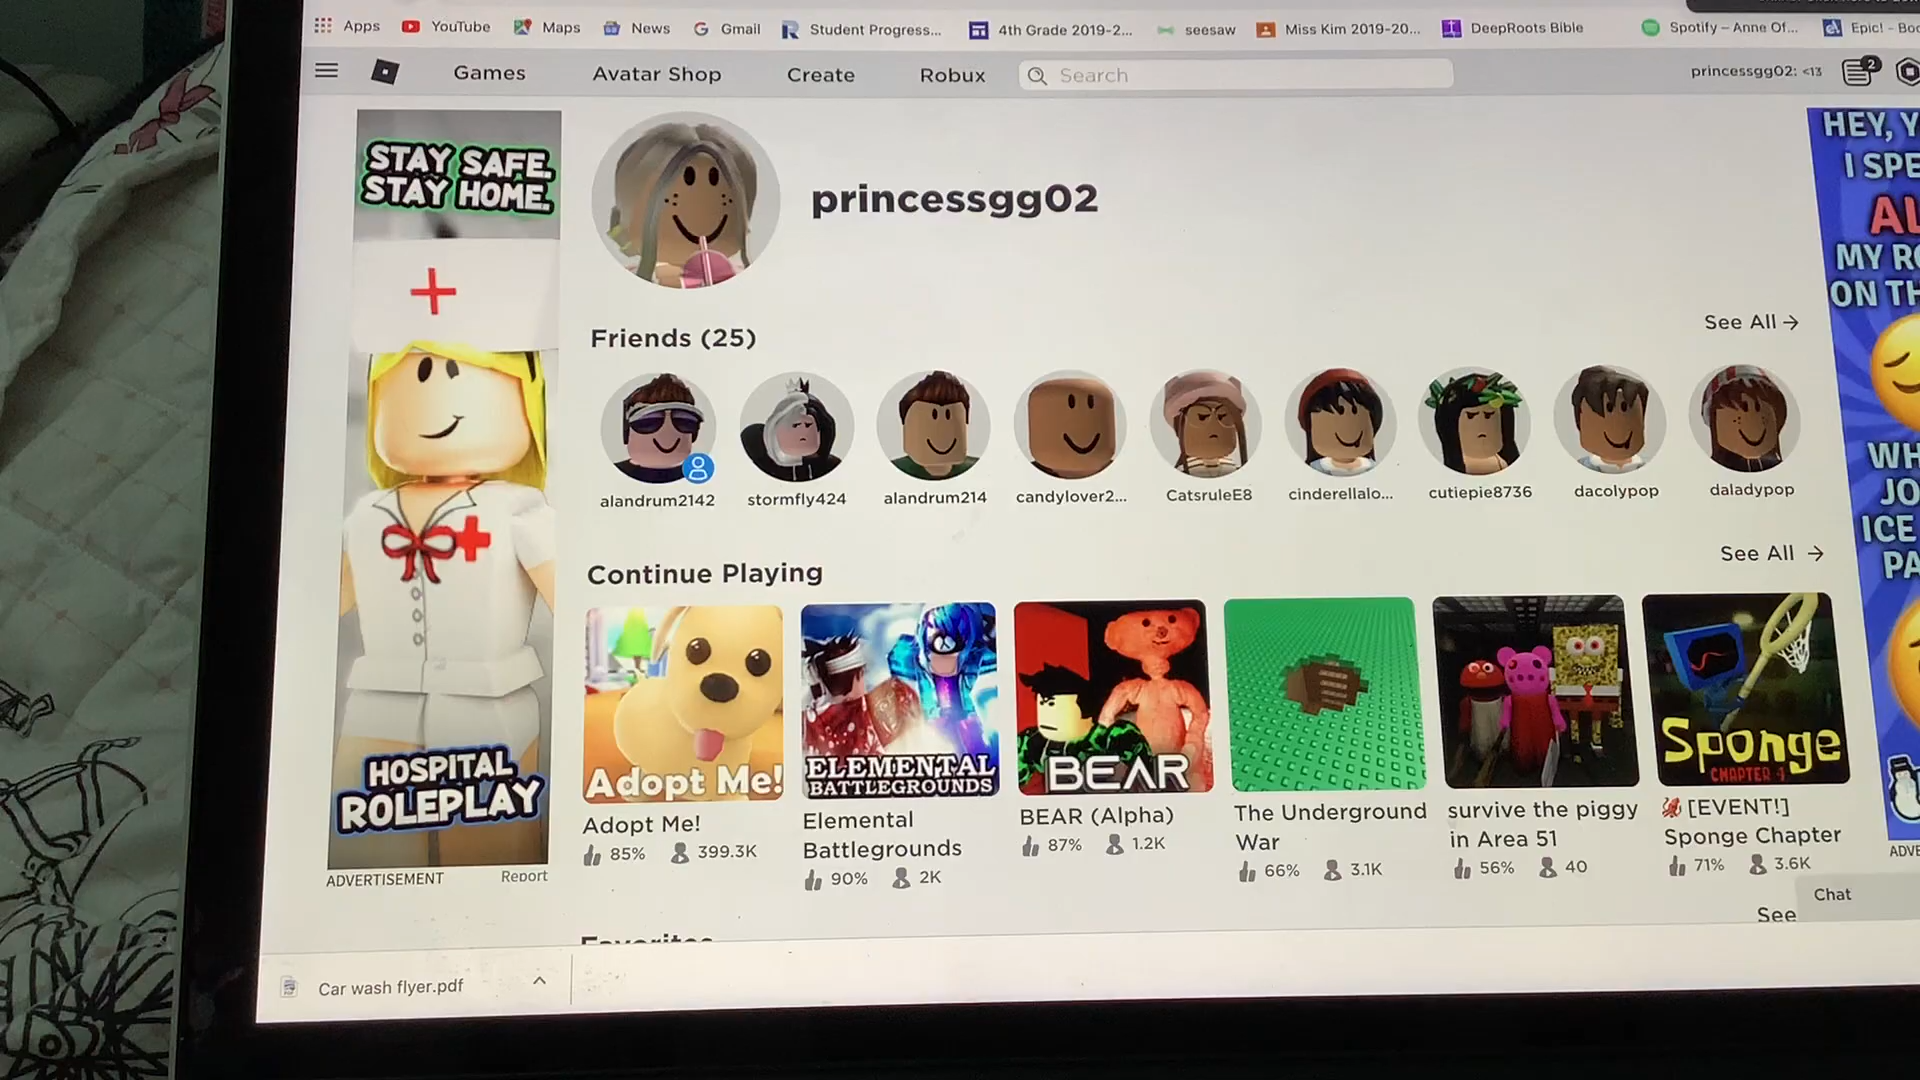 Apps YouTube Maps News Gmail Student Progress... 4th Grade 2019-2... seesaw Miss Kim 2019-20... DeepRoots Bible Spotify – Anne Of... Epic! - Boo
Games Avatar Shop Create Robux Search princessgg02: <13 2
STAY SAFE.
STAY HOME.
HOSPITAL
ROLEPLAY
ADVERTISEMENT Report
princessgg02
Friends (25) See All →
alandrum2142 stormfly424 alandrum214 candylover2... CatsruleE8 cinderellalo... cutiepie8736 dacolypop daladypop
Continue Playing See All →
Adopt Me!
ELEMENTAL
BATTLEGROUNDS
BEAR
Sponge
CHAPTER 4
Adopt Me!
85% 399.3K
Elemental
Battlegrounds
90% 2K
BEAR (Alpha)
87% 1.2K
The Underground
War
66% 3.1K
survive the piggy
in Area 51
56% 40
[EVENT!]
Sponge Chapter
71% 3.6K
HEY, Y
I SPE
AL
MY RO
ON TH
WH
JO
ICE
PA
ADVE
Chat
See
Favorites
Car wash flyer.pdf